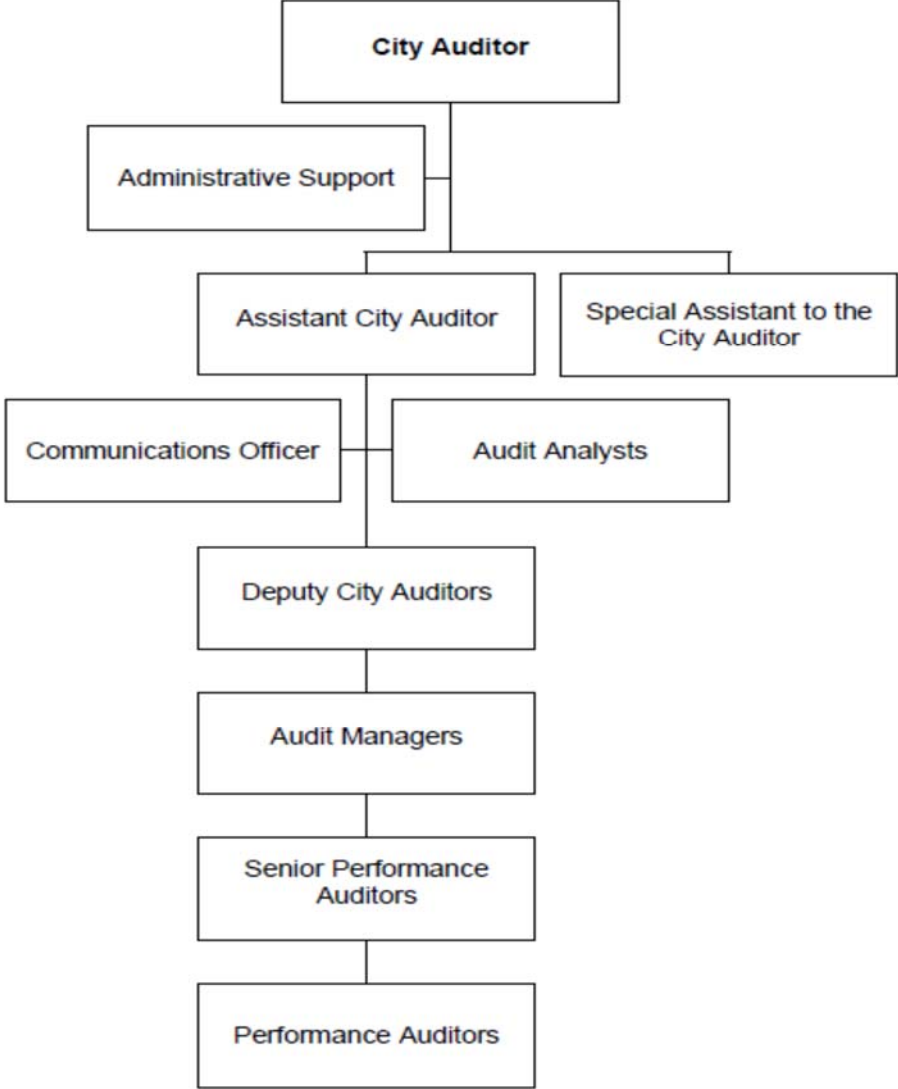 City Auditor
Administrative Support
Assistant City Auditor
Special Assistant to the
City Auditor
Communications Officer
Audit Analysts
Deputy City Auditors
Audit Managers
Senior Performance
Auditors
Performance Auditors